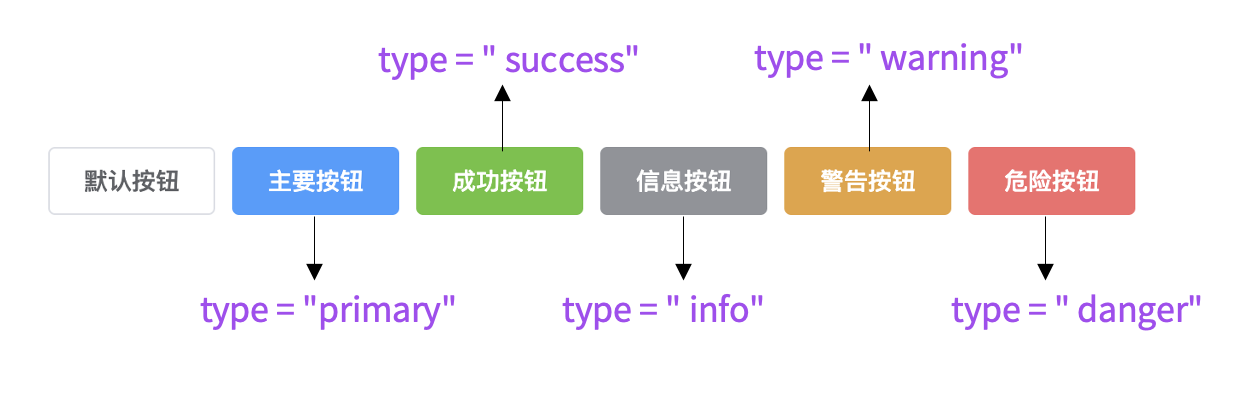 type = " success"
type = " warning"
默认按钮
主要按钮
成功按钮
信息按钮
警告按钮
危险按钮
type = "primary"
type = " info"
type = " danger"